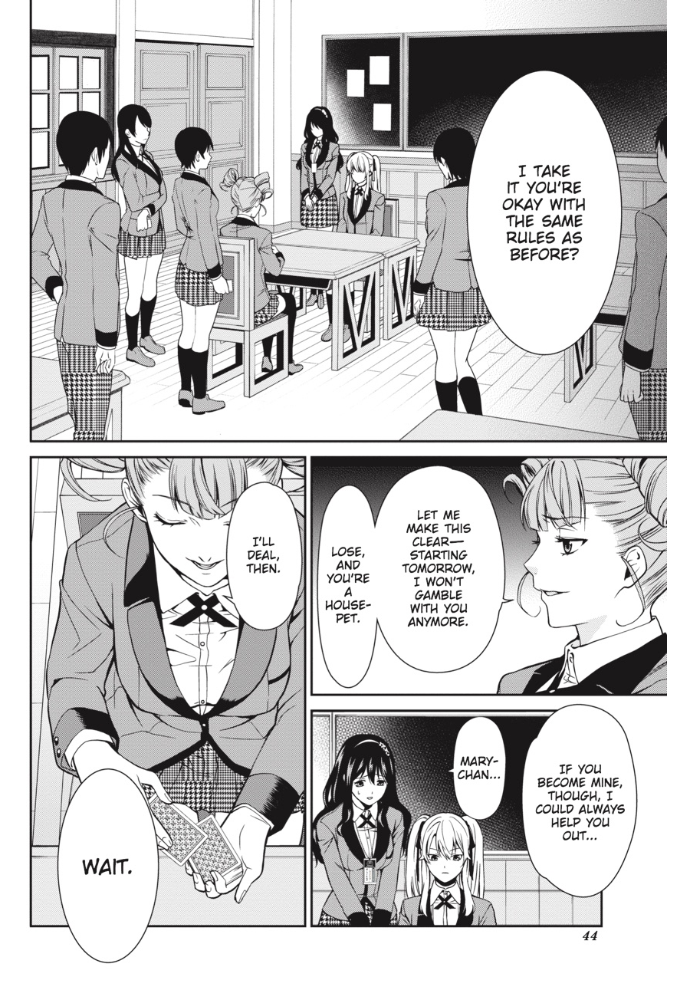 I TAKE
IT YOU'RE
OKAY WITH
THE SAME
RULES AS
BEFORE?
LET ME
MAKE THIS
CLEAR—
STARTING
TOMORROW,
I WON'T
GAMBLE
WITH YOU
ANYMORE.
LOSE,
AND
YOU'RE
A
HOUSE-
PET.
IF YOU
BECOME MINE,
THOUGH, I
COULD ALWAYS
HELP YOU
OUT...
MARY-
CHAN...
I'LL
DEAL,
THEN.
WAIT.
44